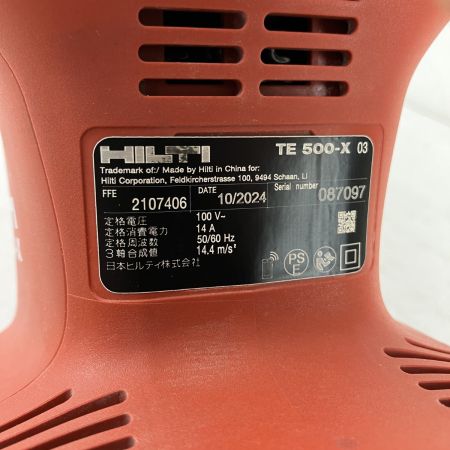 HILTI TE 500-X 03
Trademark of:/ Made by Hilti in China for:
Hilti Corporation, Feldkircherstrasse 100, 9494 Schaan, LI
FFE 2107406 DATE 10/2024 Serial number 087097
定格電圧 100 V~
定格消費電力 14 A
定格周波数 50/60 Hz
3軸合成値 14.4 m/s²
日本ヒルティ株式会社
PS
E